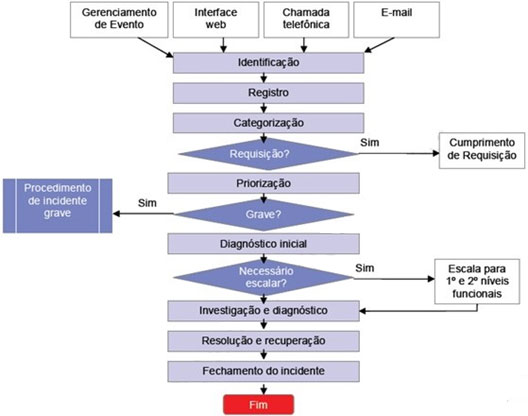 Gerenciamento
de Evento
Interface
web
Chamada
telefônica
E-mail
Identificação
Registro
Categorização
Requisição?
Sim
Cumprimento
de Requisição
Priorização
Procedimento
de incidente
grave
Sim
Grave?
Diagnóstico inicial
Necessário
escalar?
Sim
Escala para
1º e 2º níveis
funcionais
Investigação e diagnóstico
Resolução e recuperação
Fechamento do incidente
Fim